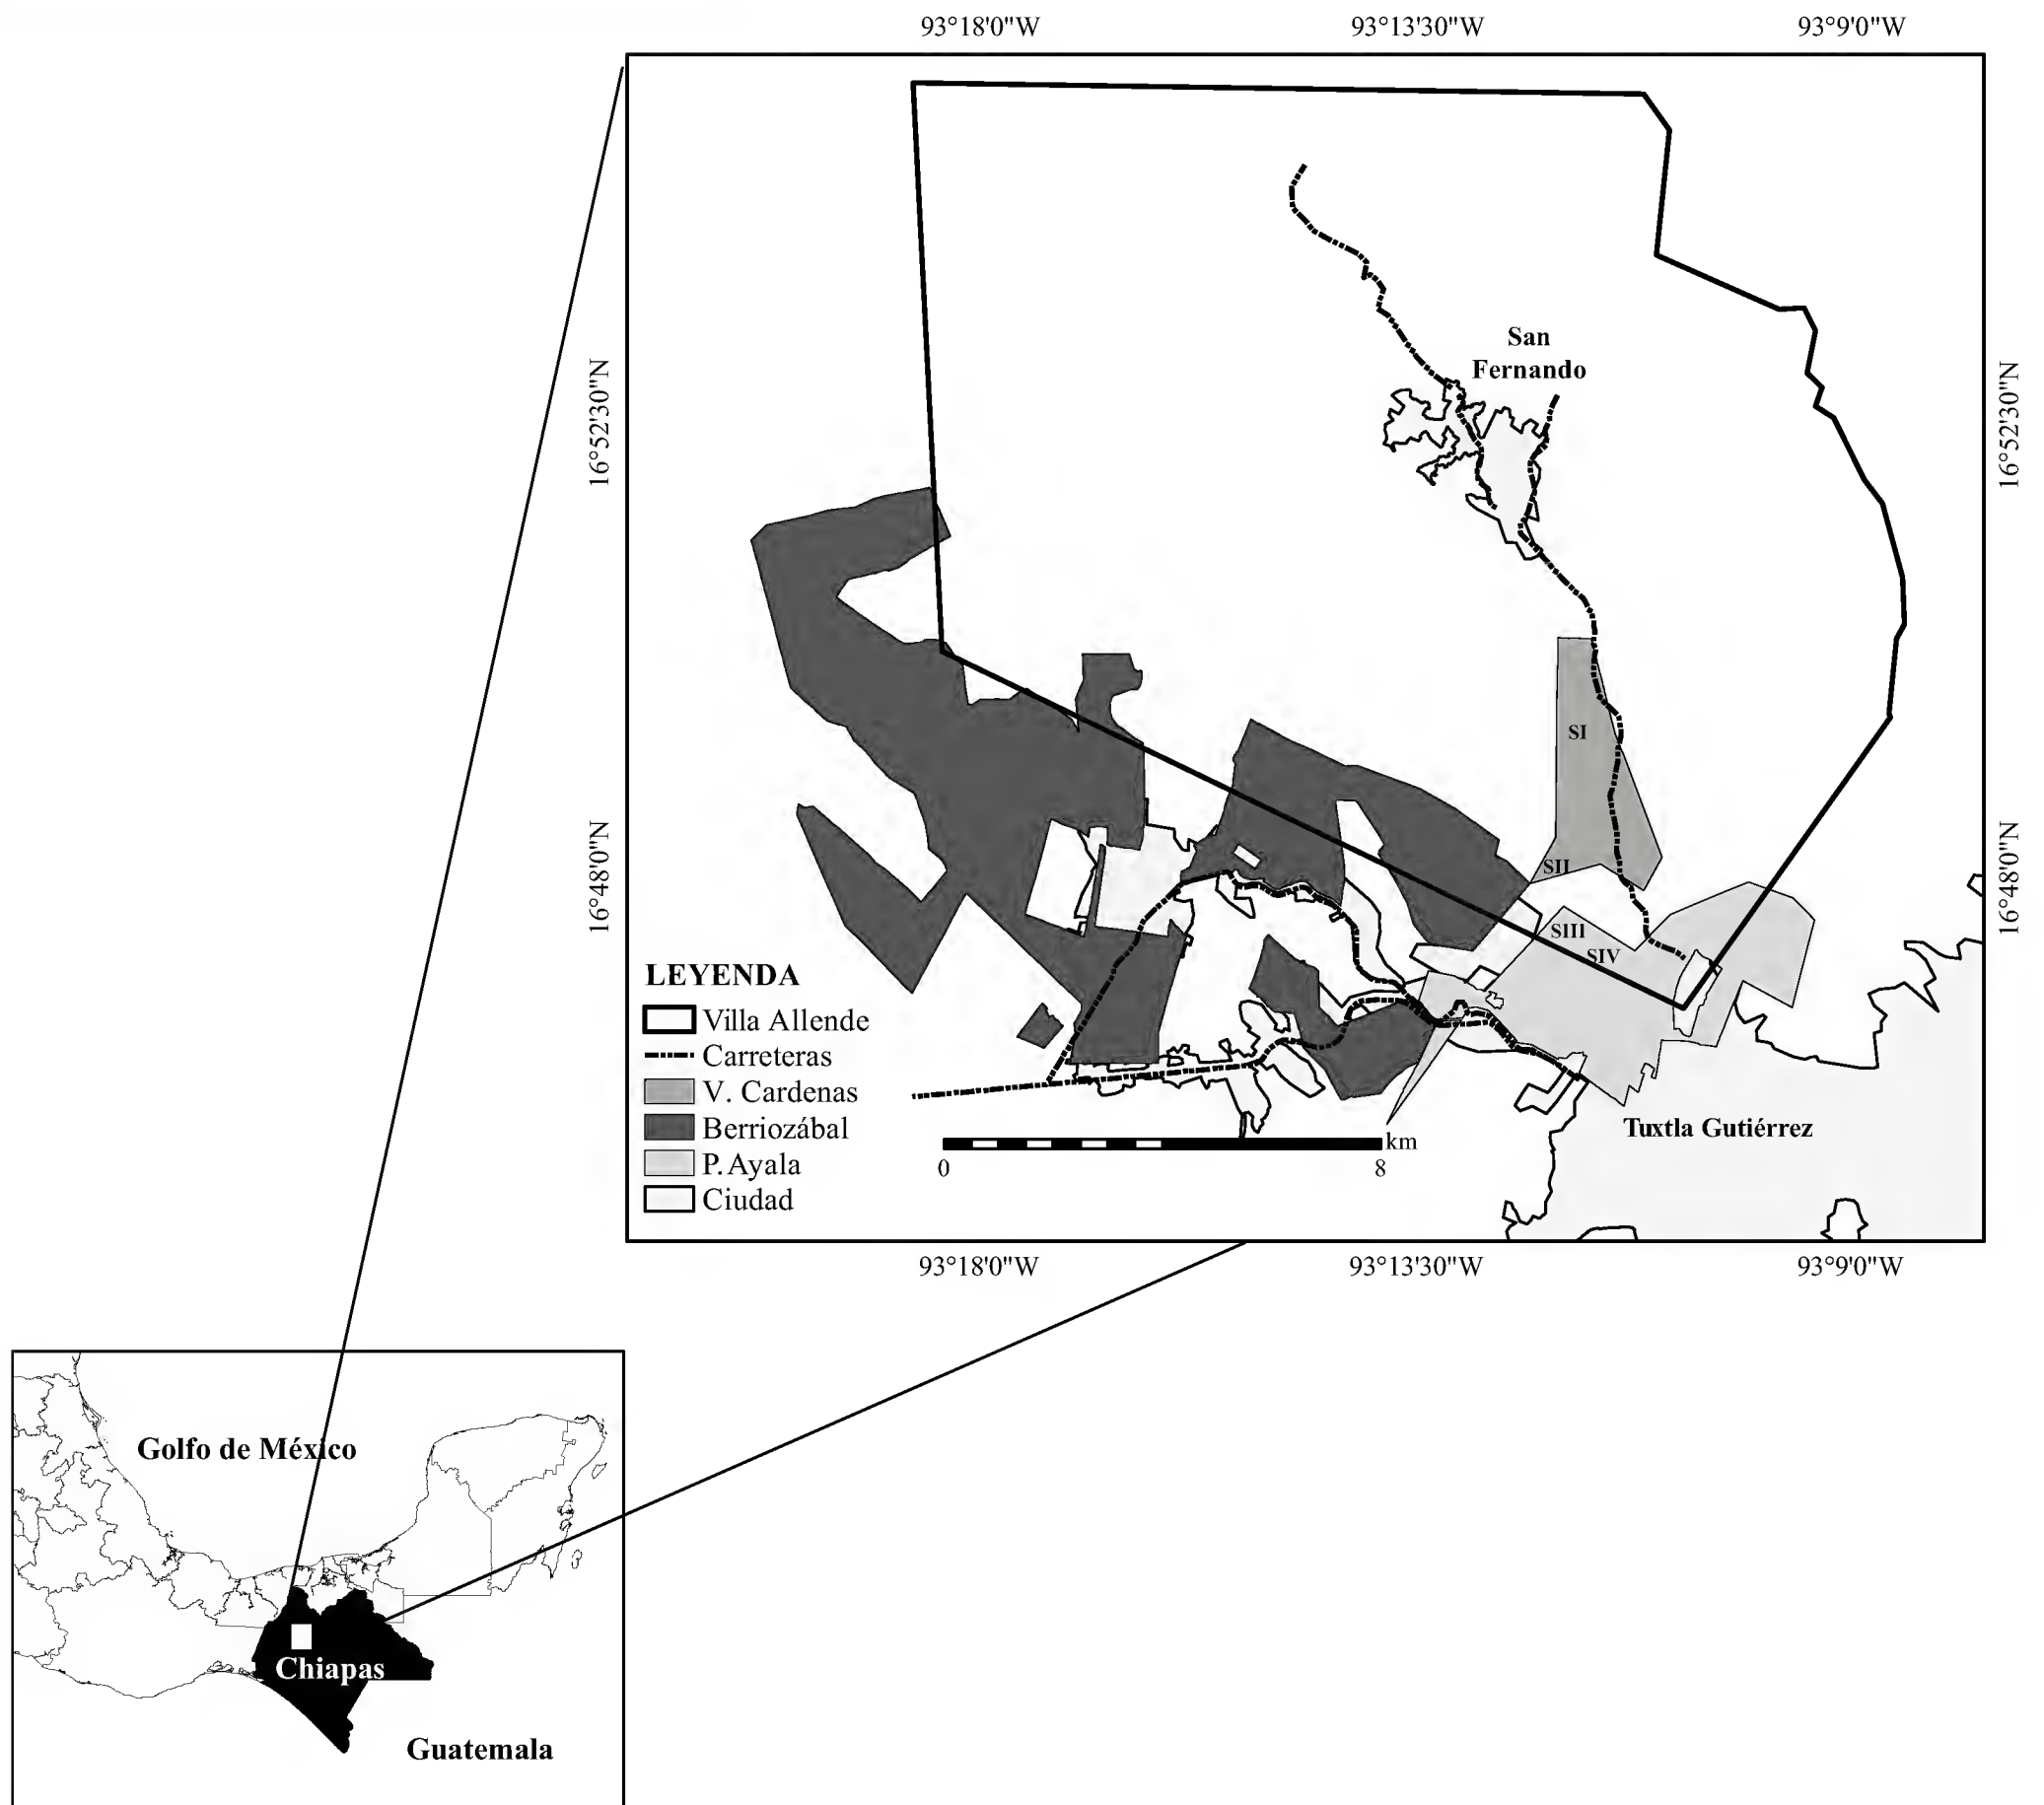 93°18'0"W
93°13'30"W
93°9'0"W
16°52'30"N
16°52'30"N
San
Fernando
SI
16°48'0"N
16°48'0"N
SII
SIII
SIV
LEYENDA
Villa Allende
Carreteras
V. Cardenas
Berriozábal
P. Ayala
Ciudad
0
8
km
Tuxtla Gutiérrez
93°18'0"W
93°13'30"W
93°9'0"W
Golfo de México
Chiapas
Guatemala